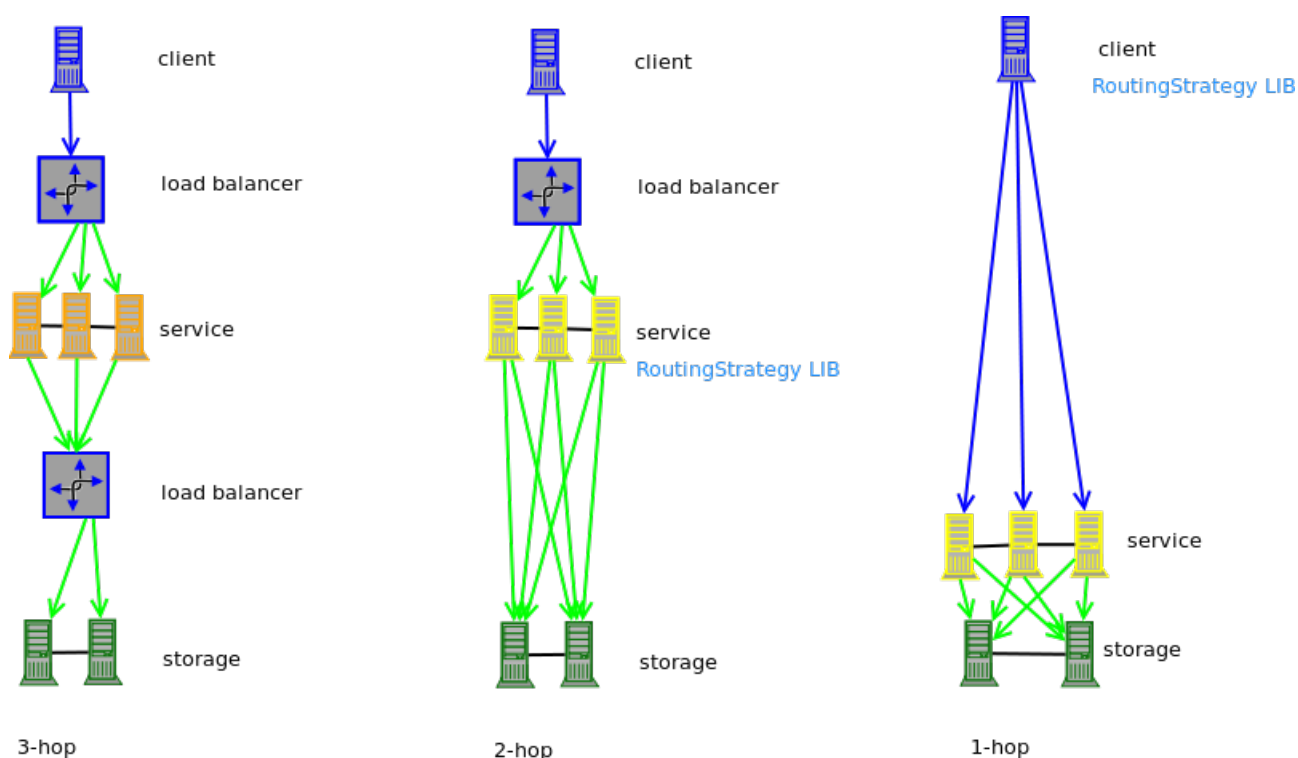 client
load balancer
service
load balancer
storage
3-hop
client
load balancer
service
RoutingStrategy LIB
storage
2-hop
client
RoutingStrategy LIB
service
storage
1-hop